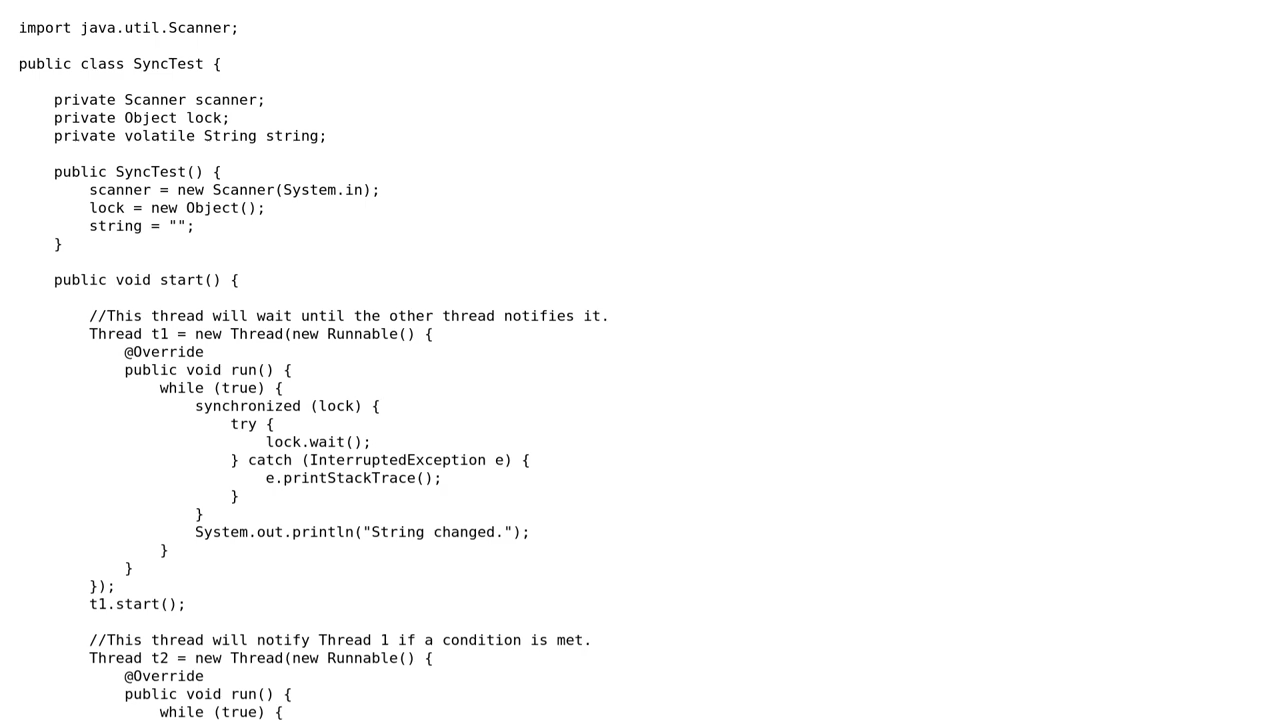 import java.util.Scanner;
public class SyncTest {
private Scanner scanner;
private Object lock;
private volatile String string;
public SyncTest() {
scanner = new Scanner(System.in);
lock = new Object();
string = "";
}
public void start() {
//This thread will wait until the other thread notifies it.
Thread t1 = new Thread(new Runnable() {
@Override
public void run() {
while (true) {
synchronized (lock) {
try {
lock.wait();
} catch (InterruptedException e) {
e.printStackTrace();
}
}
System.out.println("String changed.");
}
}
});
t1.start();
//This thread will notify Thread 1 if a condition is met.
Thread t2 = new Thread(new Runnable() {
@Override
public void run() {
while (true) {